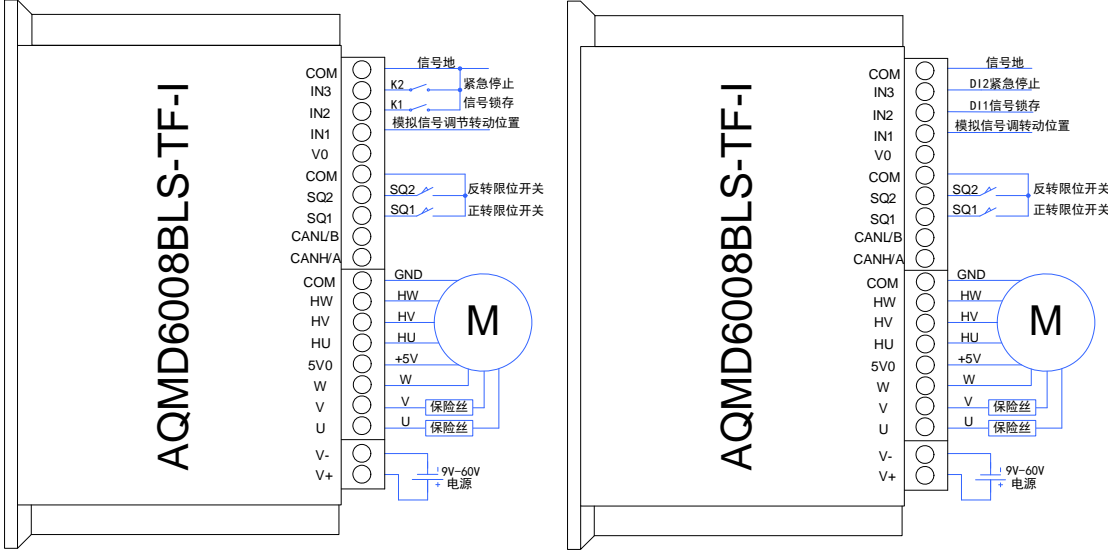 AQMD6008BLS-TF-I
COM 信号地
IN3 K2 紧急停止
IN2 K1 信号锁存
IN1 模拟信号调节转动位置
V0
COM
SQ2 SQ2 反转限位开关
SQ1 SQ1 正转限位开关
CANL/B
CANH/A
COM GND
HW HW
HV HV
HU HU
M
5V0 +5V
W W
V V 保险丝
U U 保险丝
V- 9V-60V
V+ 电源
AQMD6008BLS-TF-I
COM 信号地
IN3 DI2紧急停止
IN2 DI1信号锁存
IN1 模拟信号调转动位置
V0
COM
SQ2 SQ2 反转限位开关
SQ1 SQ1 正转限位开关
CANL/B
CANH/A
COM GND
HW HW
HV HV
HU HU
M
5V0 +5V
W W
V V 保险丝
U U 保险丝
V- 9V-60V
V+ 电源